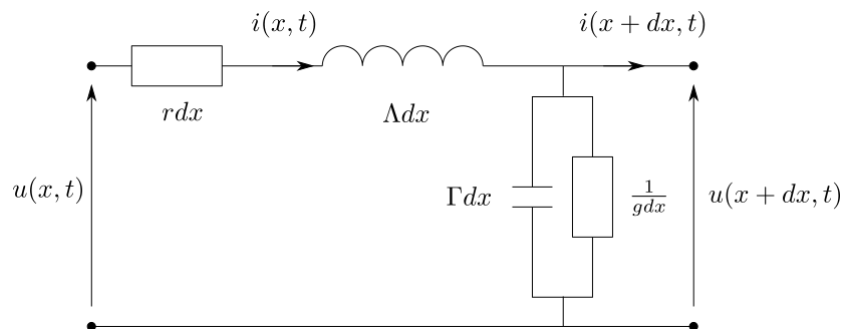 i(x, t)
i(x + dx, t)
rdx
Λdx
u(x, t)
Γdx
1/gdx
u(x + dx, t)